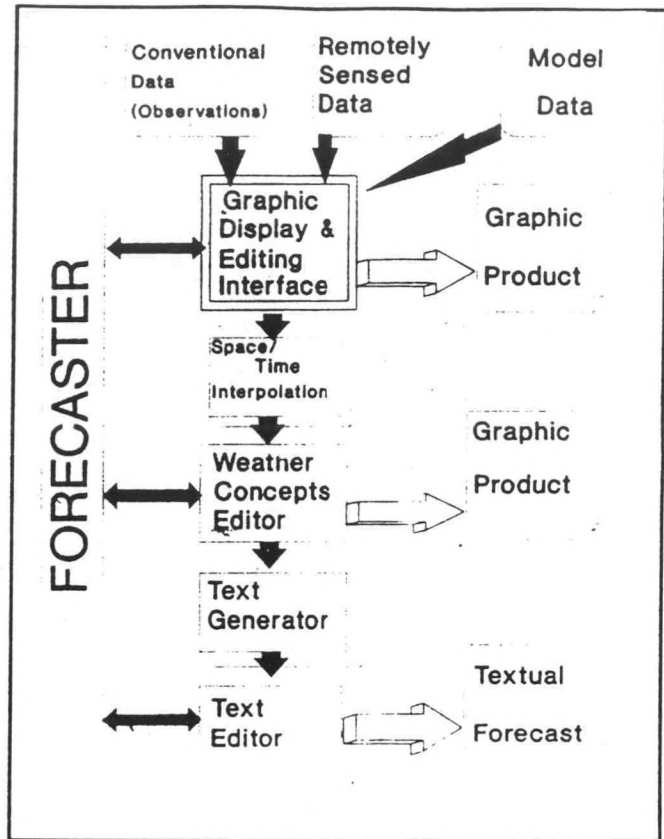 Conventional
Data
(Observations)
Remotely
Sensed
Data
Model
Data
FORECASTER
Graphic
Display &
Editing
Interface
Graphic
Product
Space/
Time
Interpolation
Weather
Concepts
Editor
Graphic
Product
Text
Generator
Text
Editor
Textual
Forecast